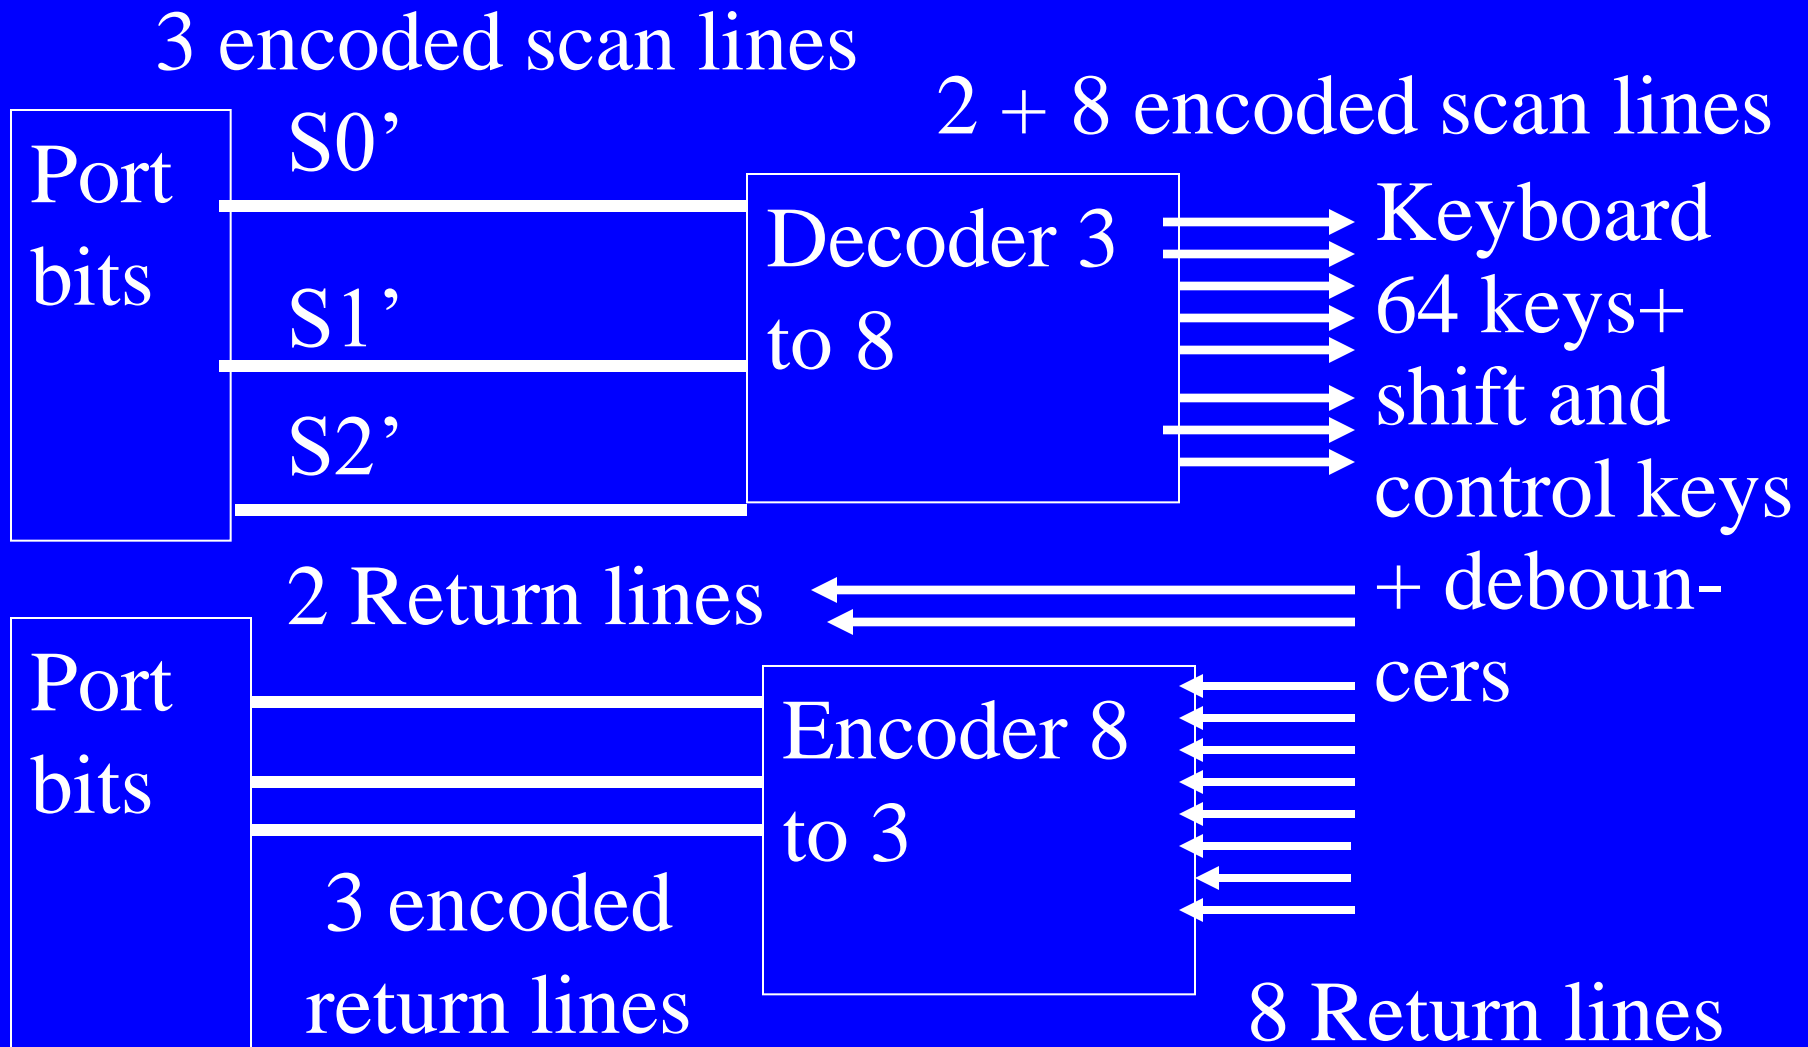 3 encoded scan lines
2 + 8 encoded scan lines
Port
bits
S0’
S1’
S2’
Decoder 3
to 8
Keyboard
64 keys+
shift and
control keys
+ deboun-
cers
2 Return lines
Port
bits
Encoder 8
to 3
3 encoded
return lines
8 Return lines